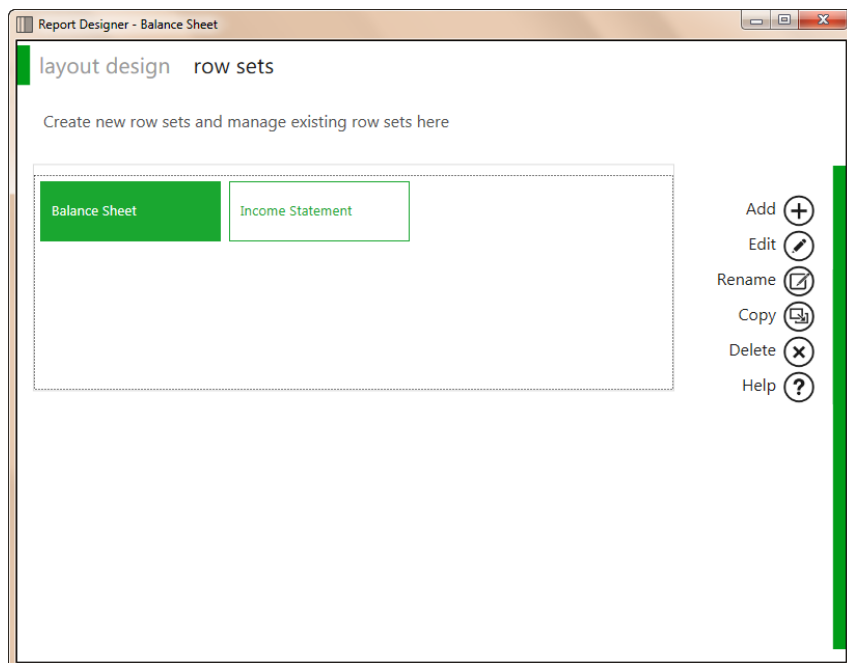 Report Designer - Balance Sheet
layout design row sets
Create new row sets and manage existing row sets here
Balance Sheet
Income Statement
Add
Edit
Rename
Copy
Delete
Help